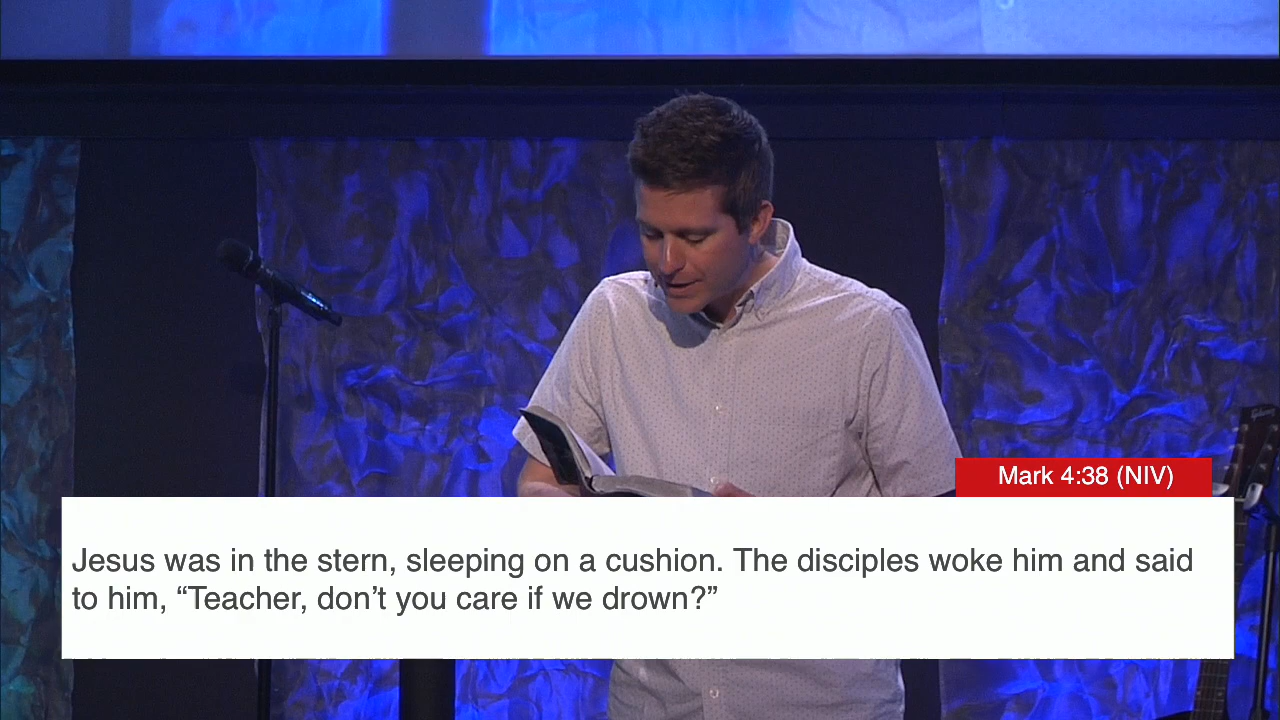 Mark 4:38 (NIV)
Jesus was in the stern, sleeping on a cushion. The disciples woke him and said
to him, “Teacher, don’t you care if we drown?”
Gibson